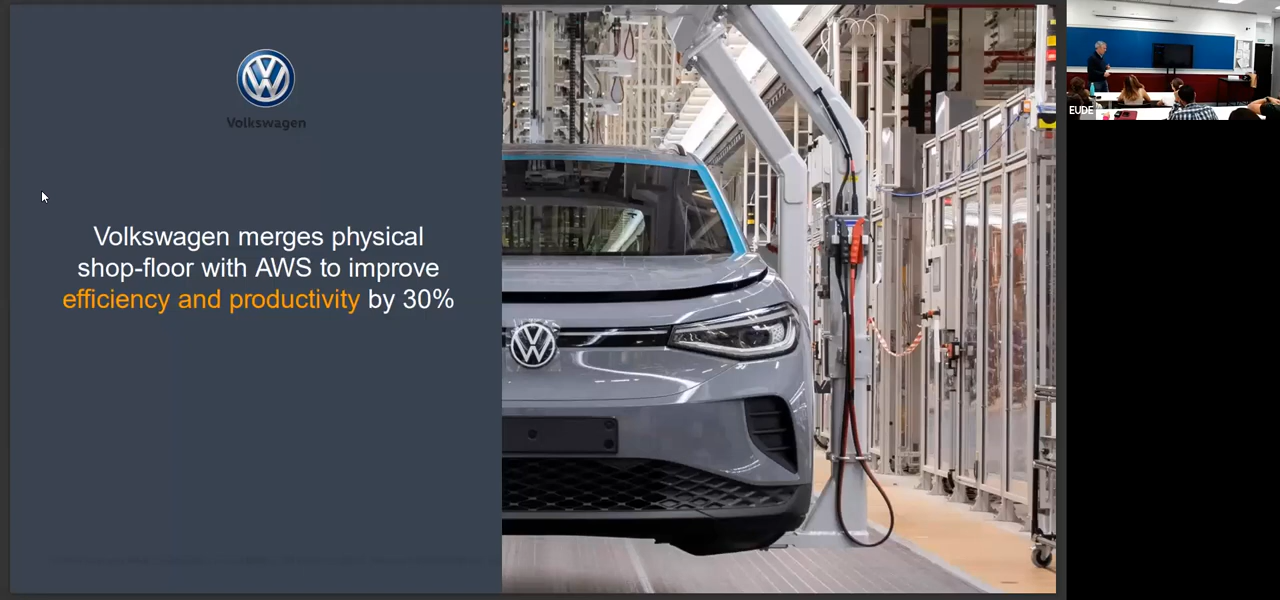 Volkswagen
Volkswagen merges physical
shop-floor with AWS to improve
efficiency and productivity by 30%
EUDE